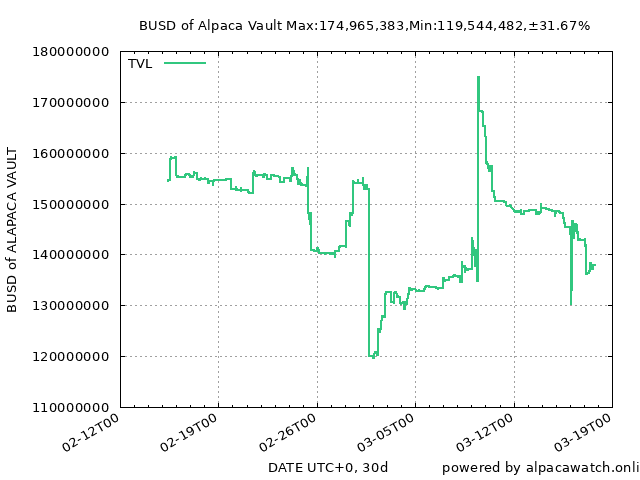 BUSD of Alpaca Vault Max:174,965,383,Min:119,544,482,±31.67%
TVL
180000000
170000000
160000000
150000000
140000000
130000000
120000000
110000000
BUSD of ALAPACA VAULT
02-12T00
02-19T00
02-26T00
03-05T00
03-12T00
03-19T00
DATE UTC+0, 30d
powered by alpacawatch.onli